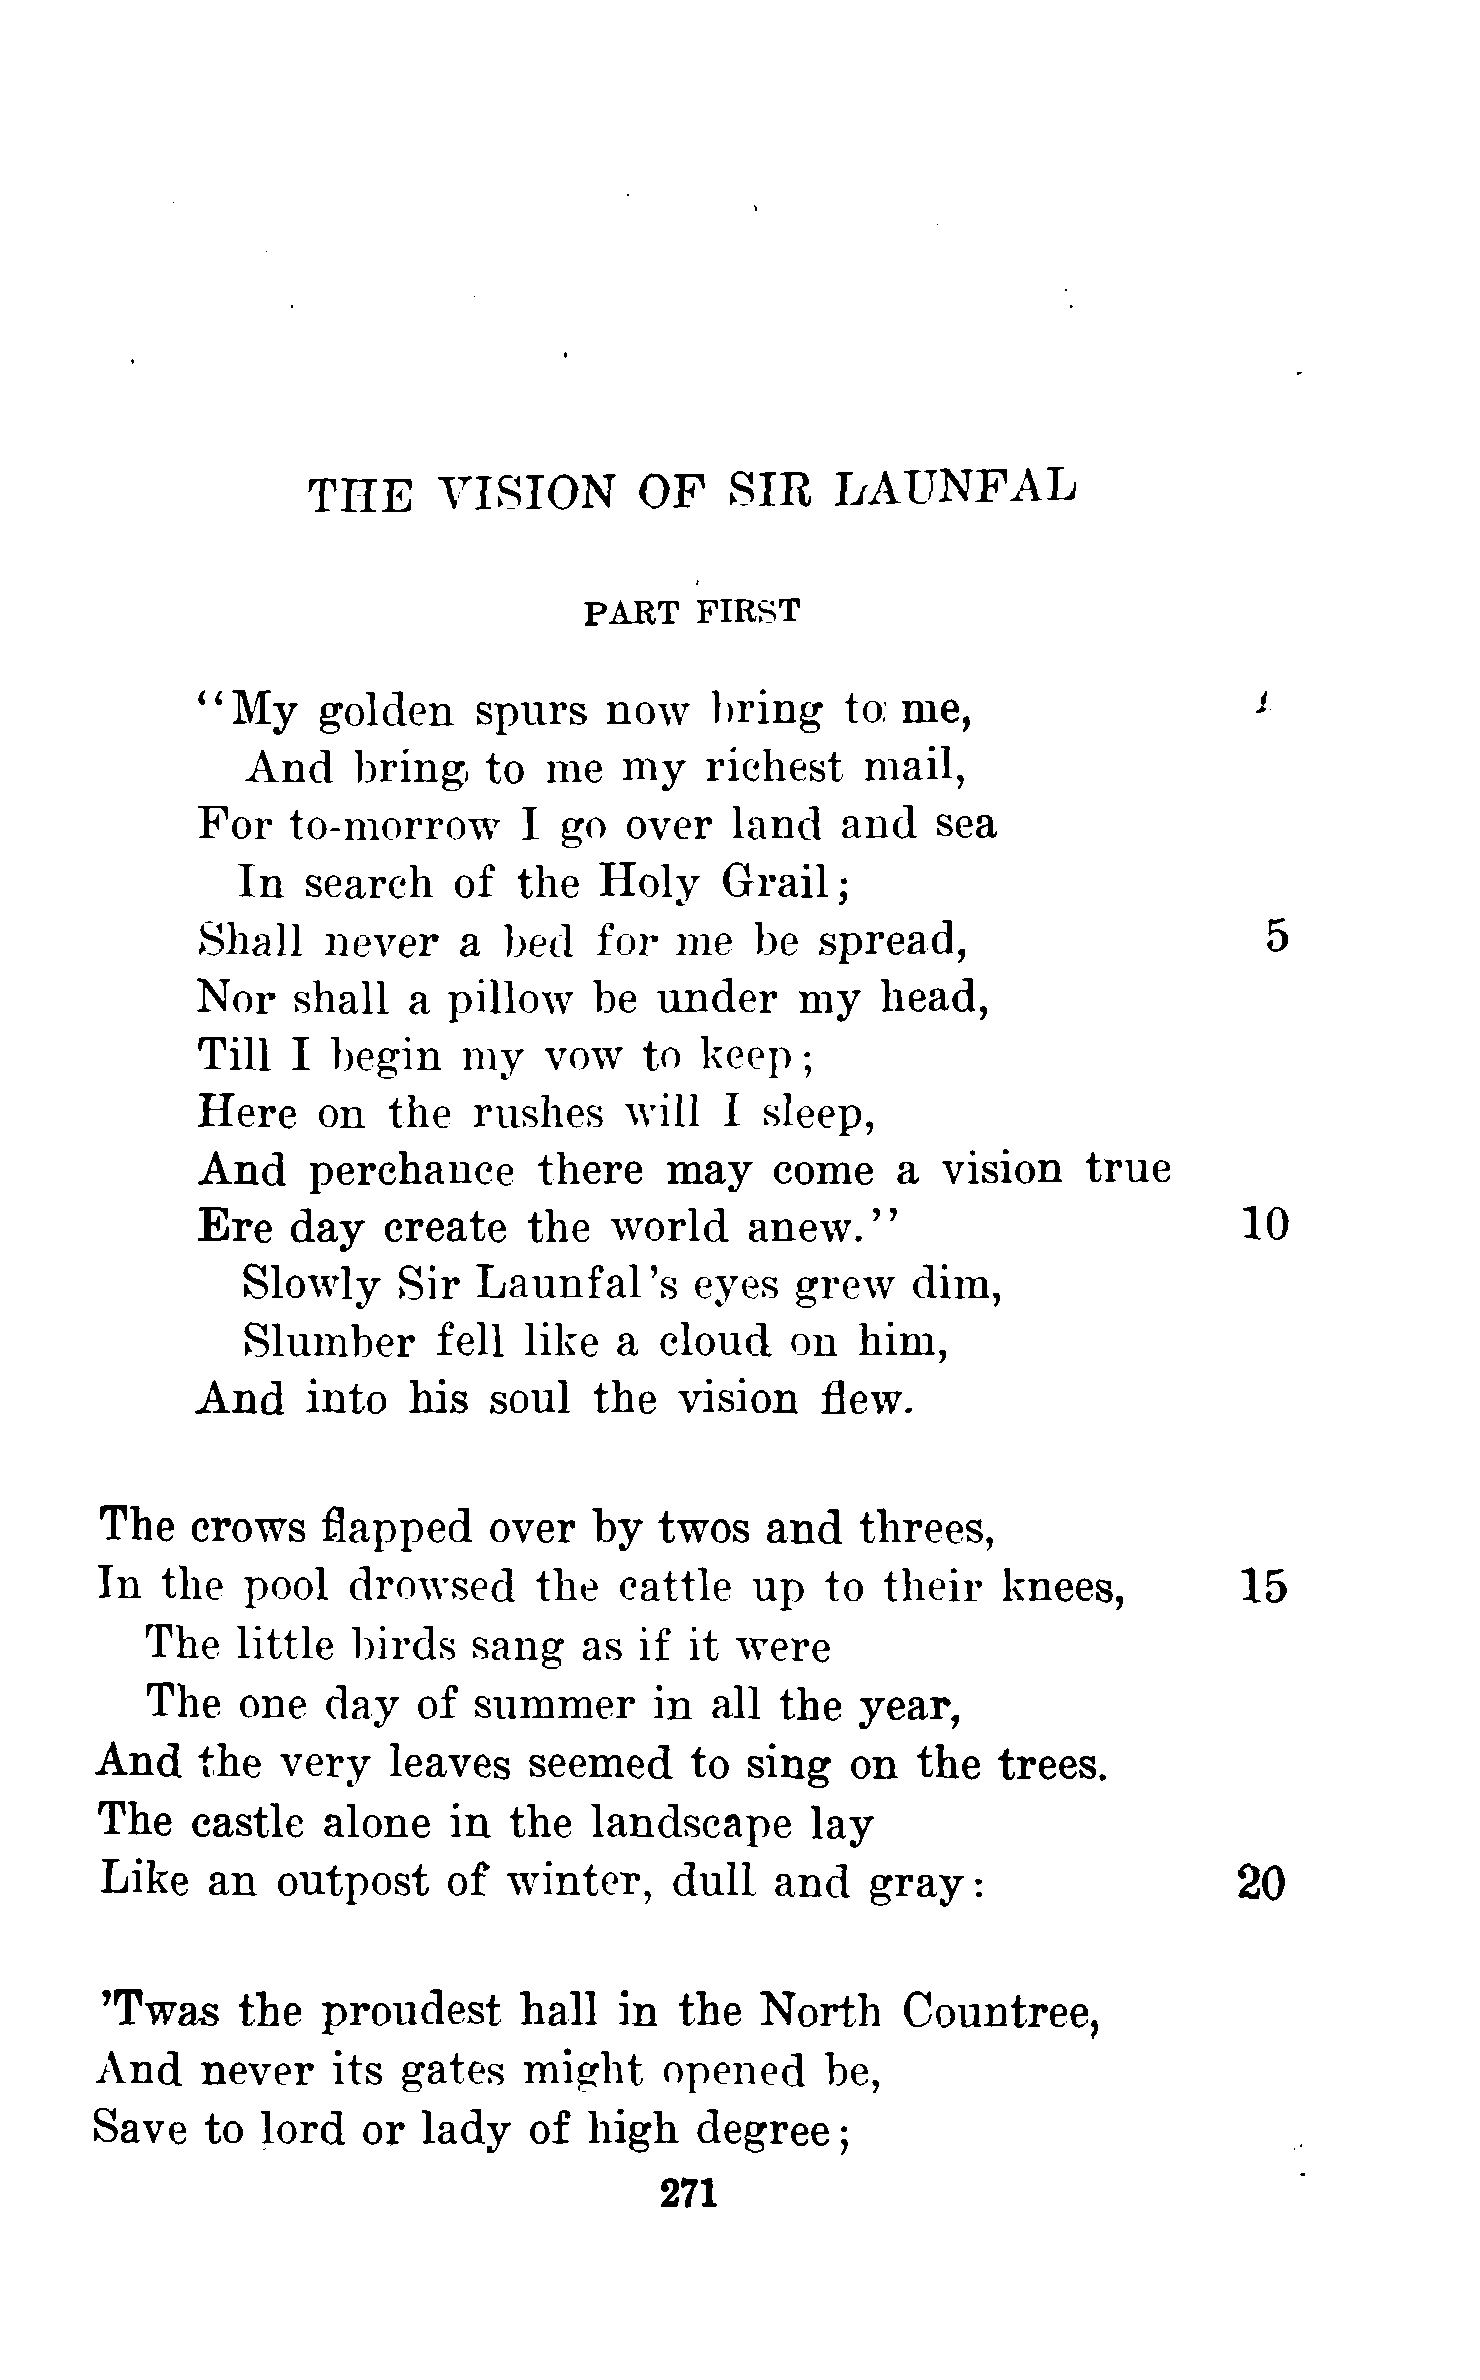 THE VISION OF SIR LAUNFAL
PART FIRST
"My golden spurs now bring to me, 1
And bring to me my richest mail,
For to-morrow I go over land and sea
In search of the Holy Grail;
Shall never a bed for me be spread, 5
Nor shall a pillow be under my head,
Till I begin my vow to keep;
Here on the rushes will I sleep,
And perchance there may come a vision true
Ere day create the world anew." 10
Slowly Sir Launfal's eyes grew dim,
Slumber fell like a cloud on him,
And into his soul the vision flew.
The crows flapped over by twos and threes,
In the pool drowsed the cattle up to their knees, 15
The little birds sang as if it were
The one day of summer in all the year,
And the very leaves seemed to sing on the trees.
The castle alone in the landscape lay
Like an outpost of winter, dull and gray: 20
'Twas the proudest hall in the North Countree,
And never its gates might opened be,
Save to lord or lady of high degree;
271